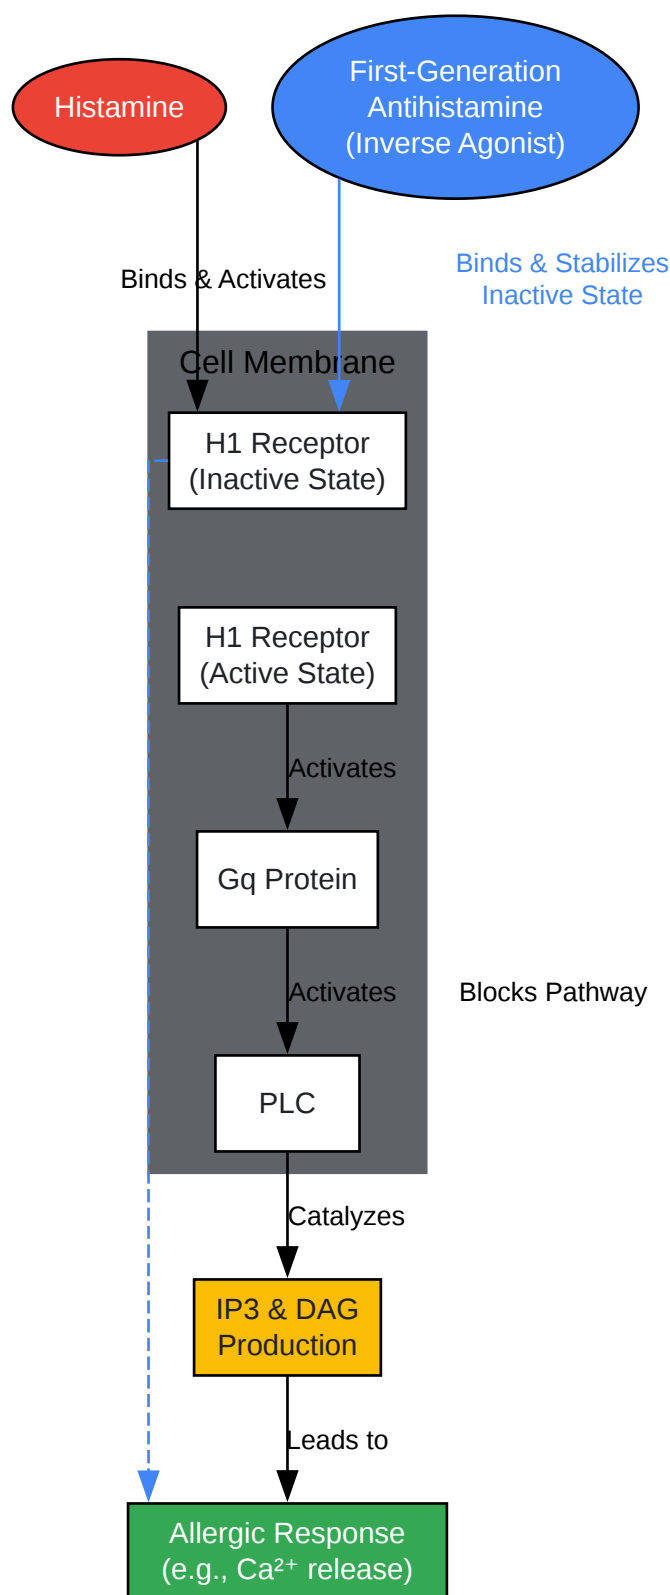 Histamine
First-Generation
Antihistamine
(Inverse Agonist)
Binds & Activates
Binds & Stabilizes
Inactive State
Cell Membrane
H1 Receptor
(Inactive State)
H1 Receptor
(Active State)
Activates
Gq Protein
Activates
Blocks Pathway
PLC
Catalyzes
IP3 & DAG
Production
Leads to
Allergic Response
(e.g., Ca²⁺ release)